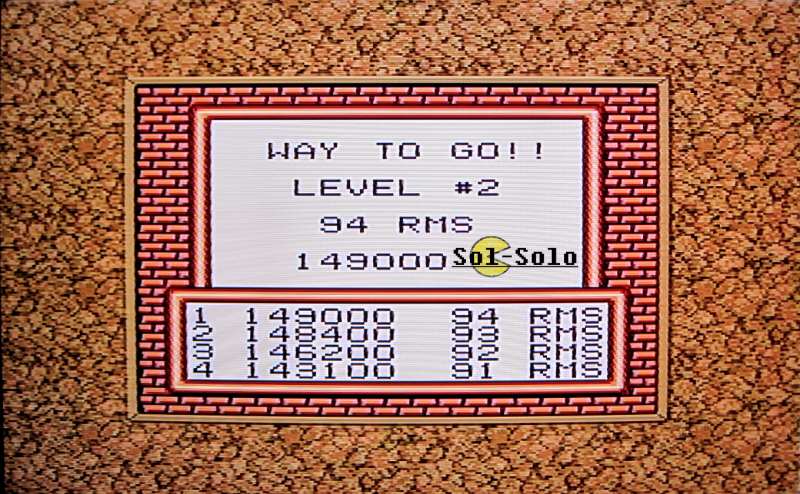 WAY TO GO!!
LEVEL #2
94 RMS
149000
Sol-Solo
1 149000 94 RMS
2 148400 93 RMS
3 146200 92 RMS
4 143100 91 RMS